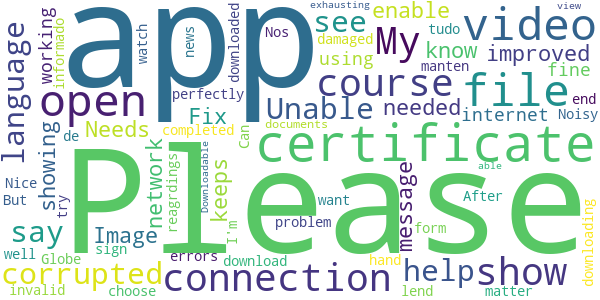 exhausting
view
app
video
see
enable
My
tudo
know
improved
watch
news
downloaded
Nos
damaged
using
manten
fine
working
informado
language
open
perfectly
Unable
course
file
needed
internet
end
Noisy
Fix
completed
Can
documents
certificate
Needs
de
showing
Please
network
reagrdings
Downloadable
keeps
I'm
want
message
After
able
Nice
But
try
say
Image
problem
form
downloading
well
Globe
sign
errors
download
hand
help
show
corrupted
connection
invalid
choose
lend
matter